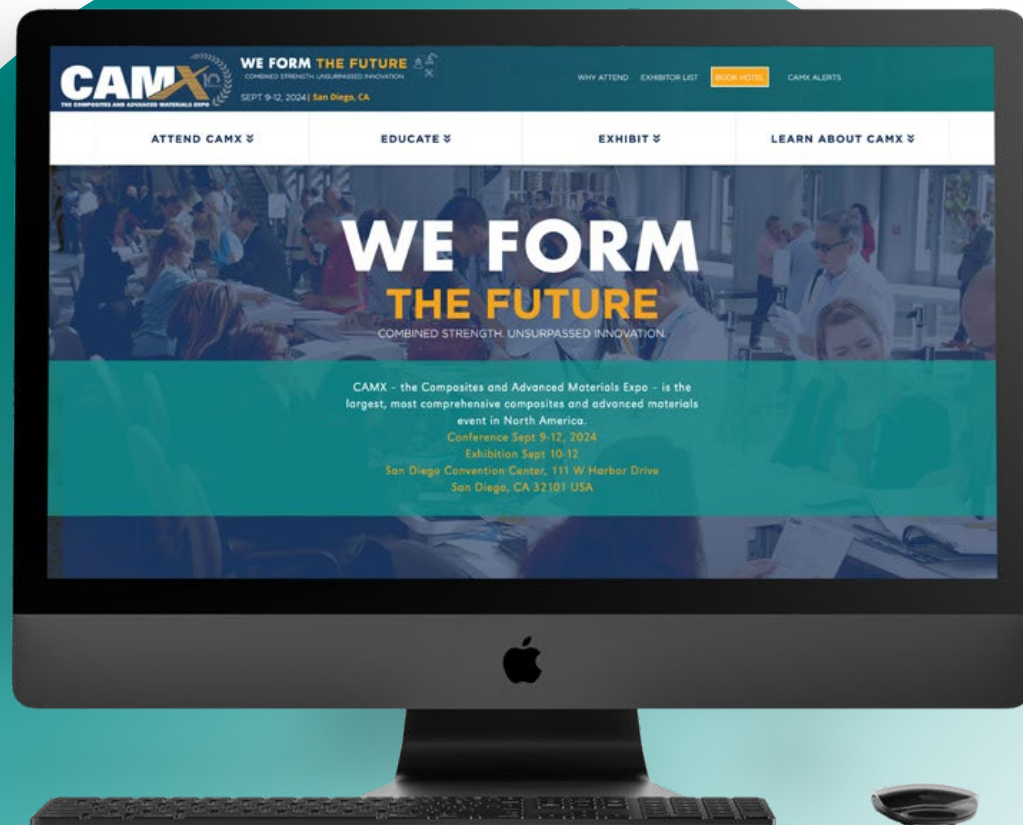 CAMX 10
THE COMPOSITES AND ADVANCED MATERIALS EXPO
WE FORM THE FUTURE
COMBINED STRENGTH. UNSURPASSED INNOVATION
SEPT 9-12, 2024| San Diego, CA
WHY ATTEND EXHIBITOR LIST BOOK HOTEL CAMX ALERTS
ATTEND CAMX EDUCATE EXHIBIT LEARN ABOUT CAMX
WE FORM
THE FUTURE
COMBINED STRENGTH. UNSURPASSED INNOVATION.
CAMX – the Composites and Advanced Materials Expo – is the
largest, most comprehensive composites and advanced materials
event in North America.
Conference Sept 9-12, 2024
Exhibition Sept 10-12
San Diego Convention Center, 111 W Harbor Drive
San Diego, CA 32101 USA